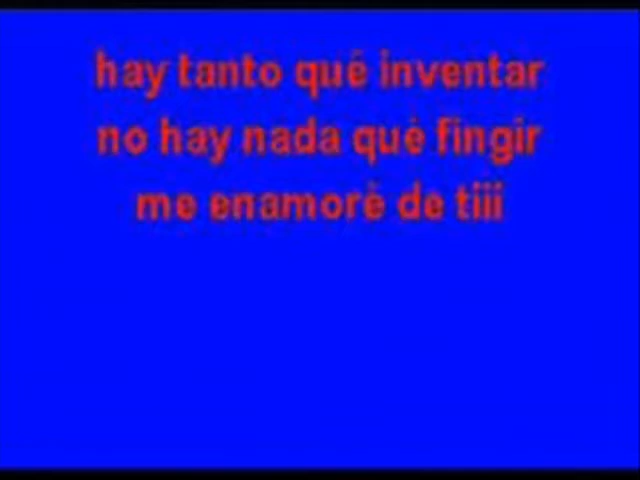 hay tanto qué inventar
no hay nada qué fingir
me enamoré de tiii